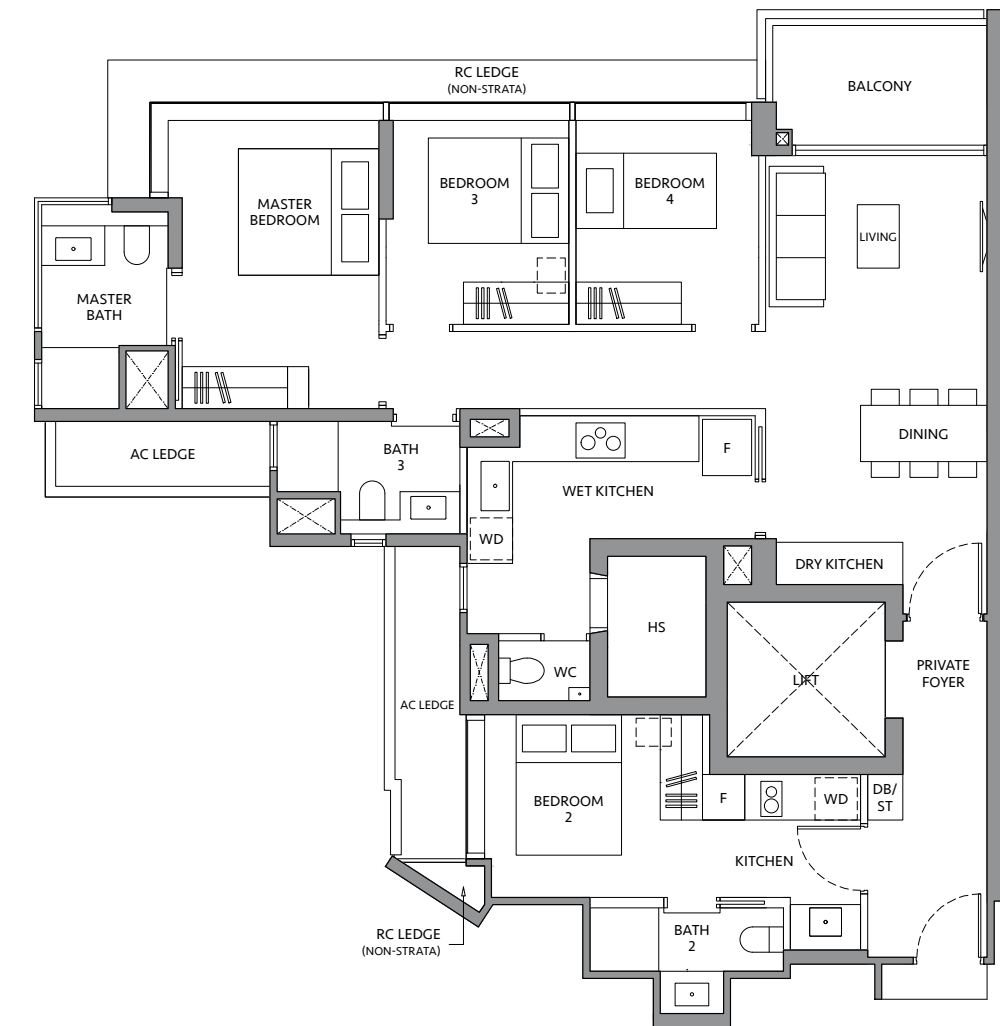 RC LEDGE
(NON-STRATA)
BALCONY
MASTER
BEDROOM
BEDROOM
3
BEDROOM
4
LIVING
MASTER
BATH
DINING
AC LEDGE
BATH
3
F
WET KITCHEN
WD
DRY KITCHEN
HS
WC
LIFT
PRIVATE
FOYER
AC LEDGE
BEDROOM
2
F
WD
DB/
ST
KITCHEN
BATH
2
RC LEDGE
(NON-STRATA)